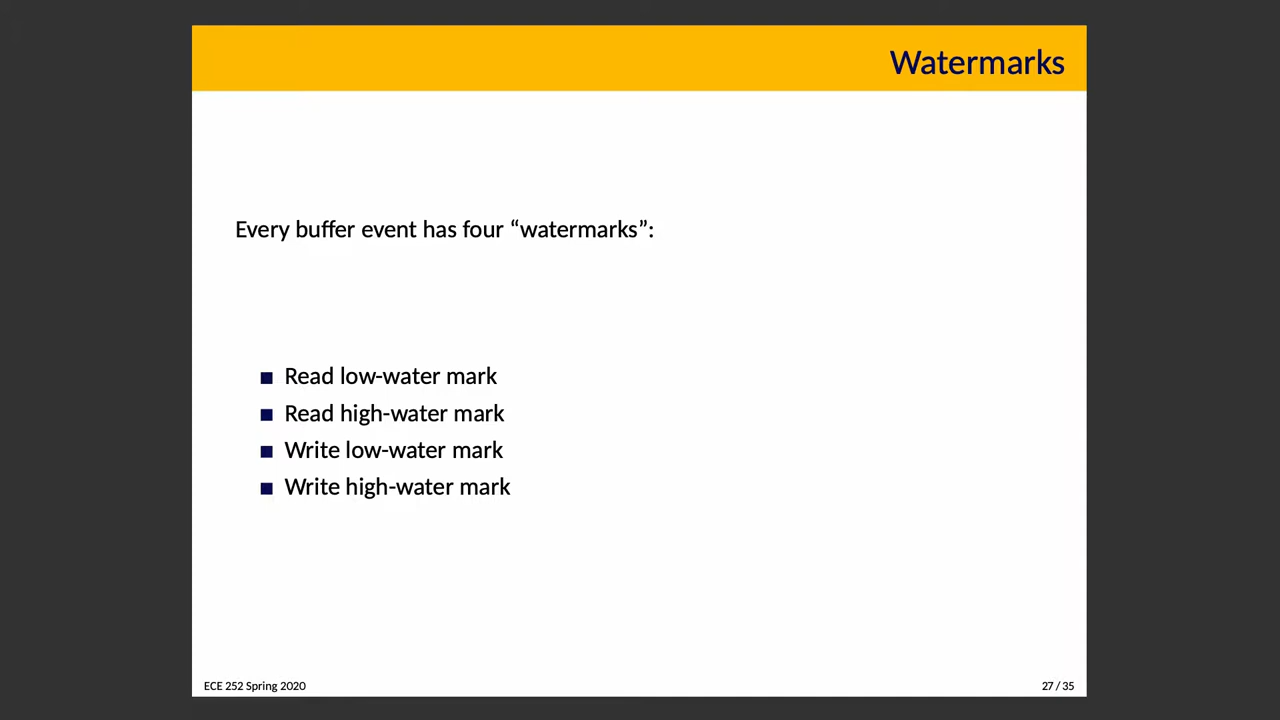 Watermarks
Every buffer event has four “watermarks”:
■ Read low-water mark
■ Read high-water mark
■ Write low-water mark
■ Write high-water mark
ECE 252 Spring 2020
27 / 35